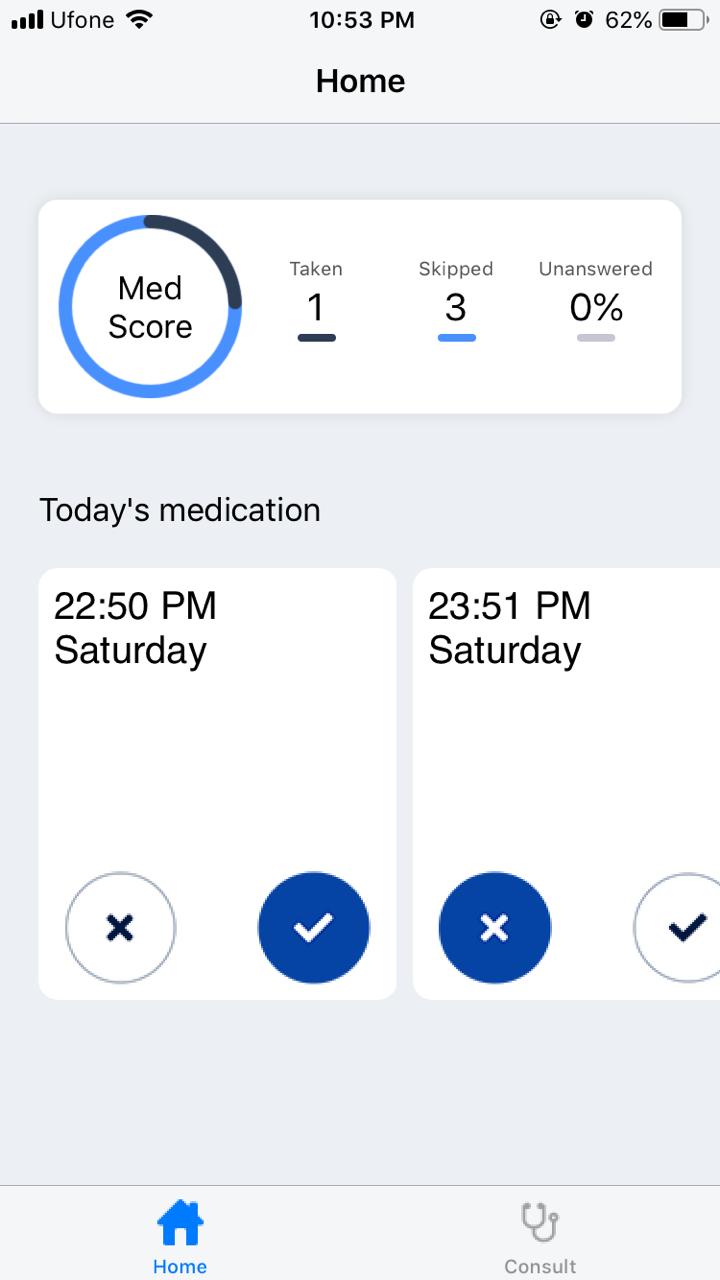 Ufone 10:53 PM 62%
Home
Med
Score
Taken Skipped Unanswered
1 3 0%
Today's medication
22:50 PM
Saturday
23:51 PM
Saturday
Home Consult